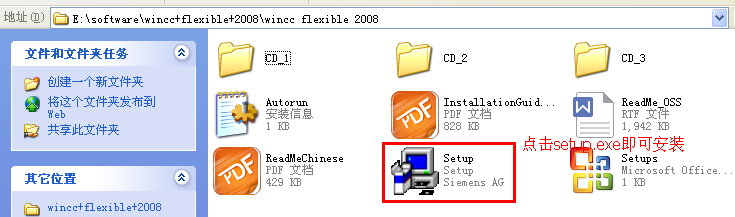 地址(D) E:\software\wincc+flexible+2008\wincc flexible 2008
文件和文件夹任务
创建一个新文件夹
将这个文件夹发布到
Web
共享此文件夹
其它位置
wincc+flexible+2008
CD_1
CD_2
CD_3
Autorun
安装信息
1 KB
InstallationGuid...
PDF 文档
828 KB
ReadMe_OSS
RTF 文件
1,942 KB
点击setup.exe即可安装
ReadMeChinese
PDF 文档
429 KB
Setup
Setup
Siemens AG
Setups
Microsoft Office...
1 KB
PDF
PDF
W